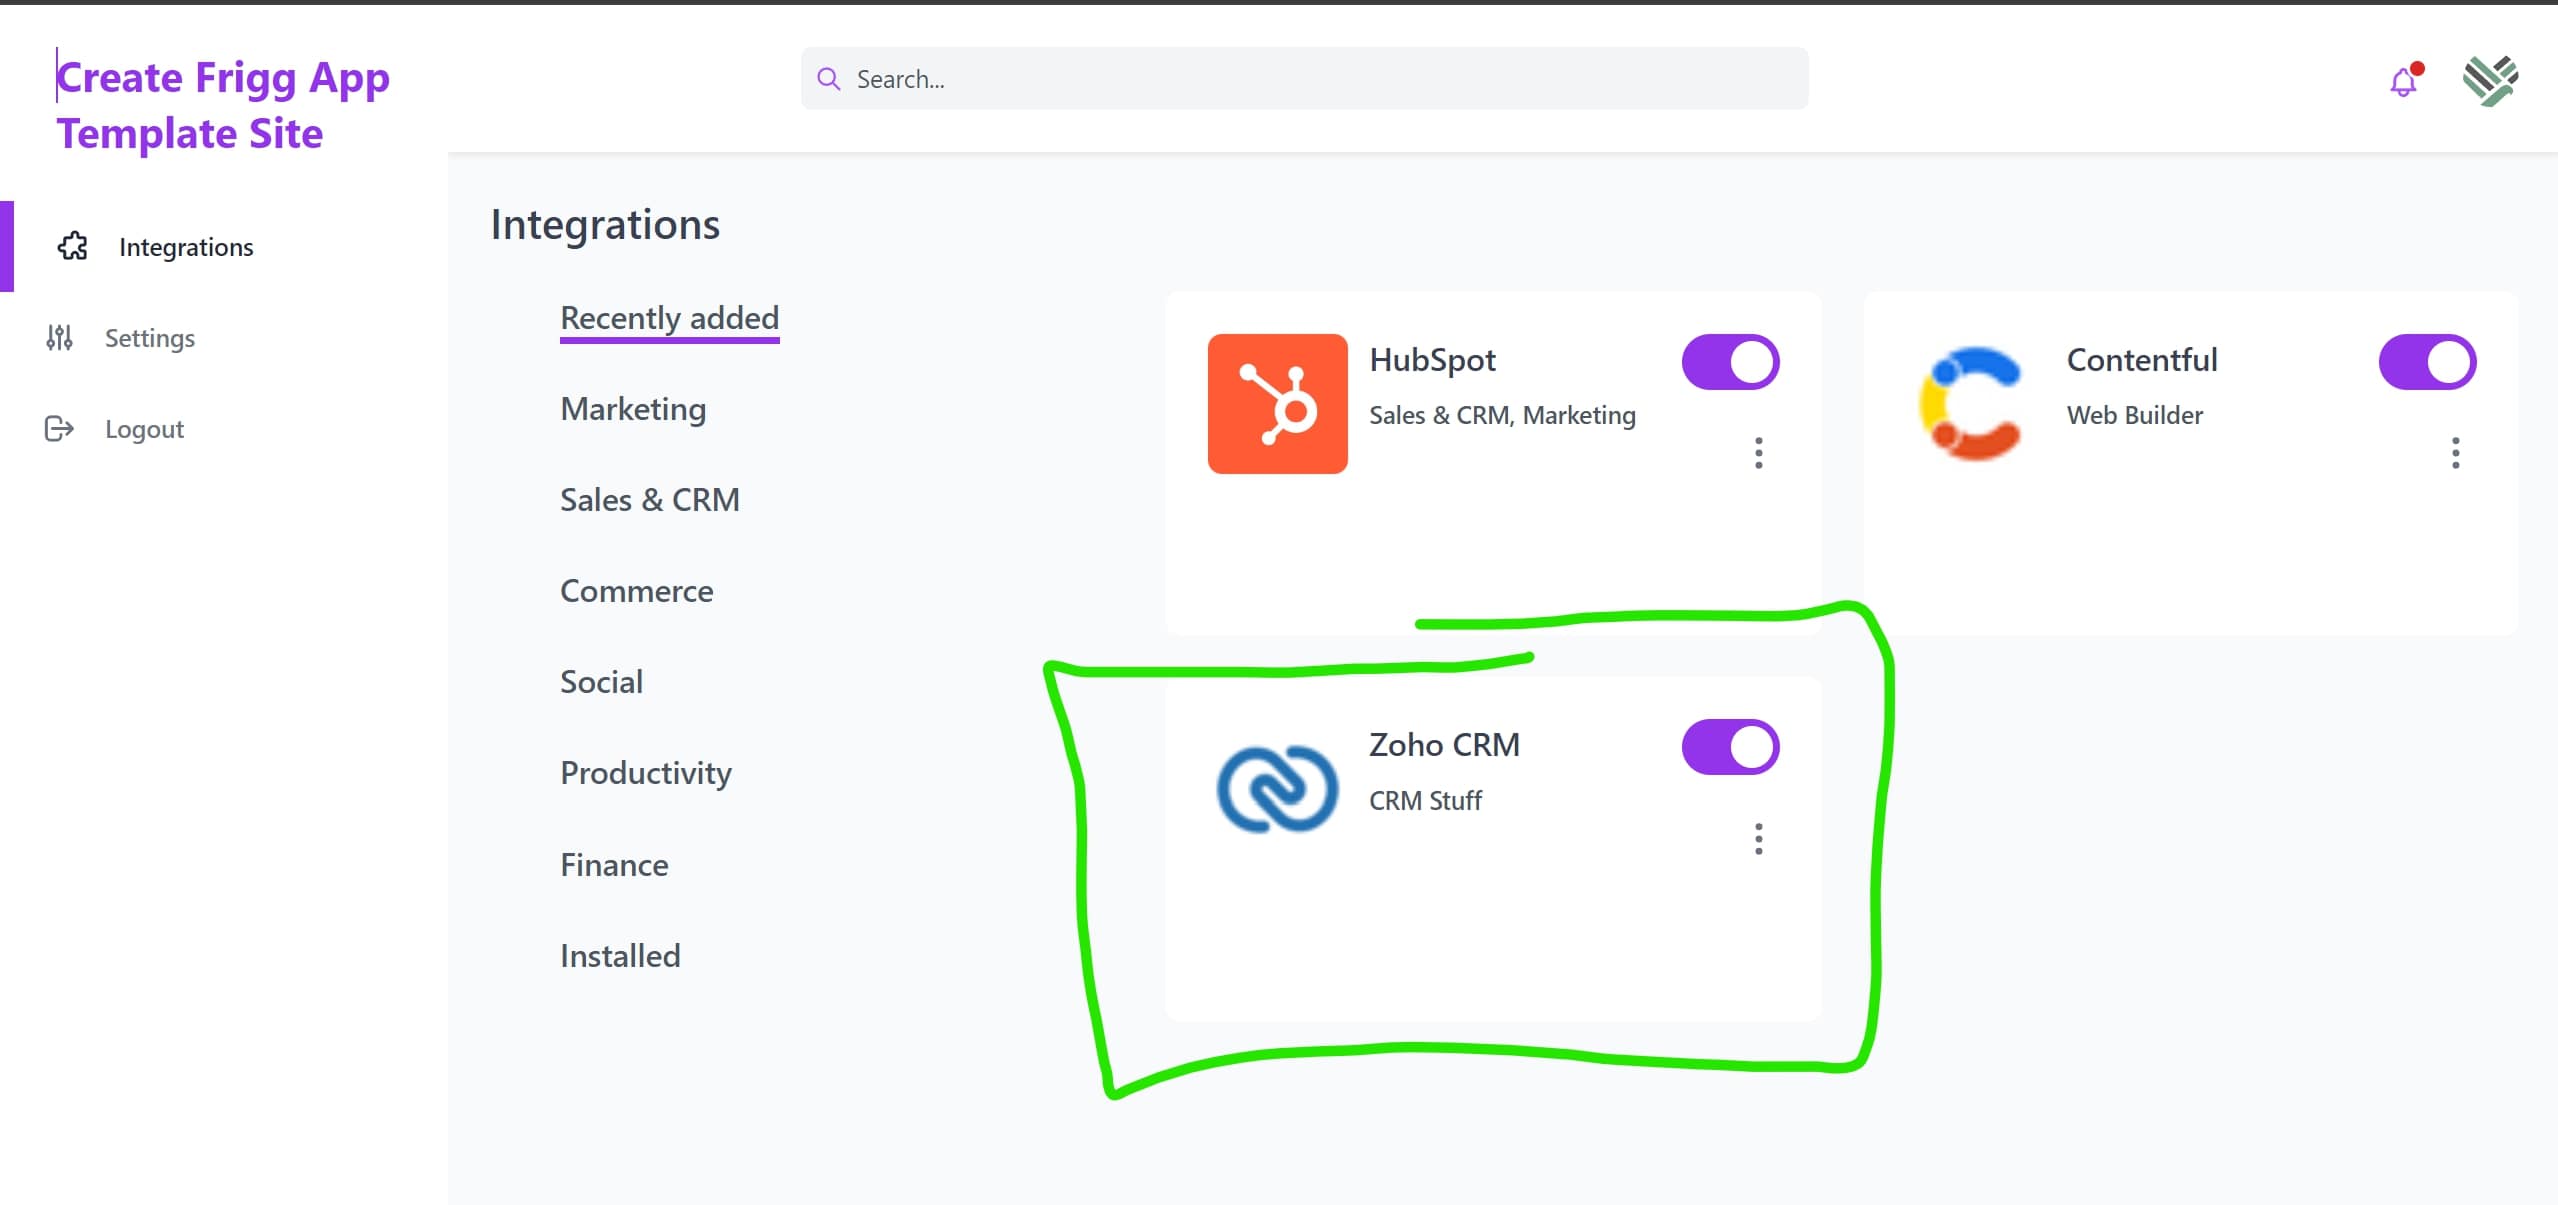 Create Frigg App
Template Site
Search...
Integrations
Settings
Logout
Integrations
Recently added
Marketing
Sales & CRM
Commerce
Social
Productivity
Finance
Installed
HubSpot
Sales & CRM, Marketing
Contentful
Web Builder
Zoho CRM
CRM Stuff